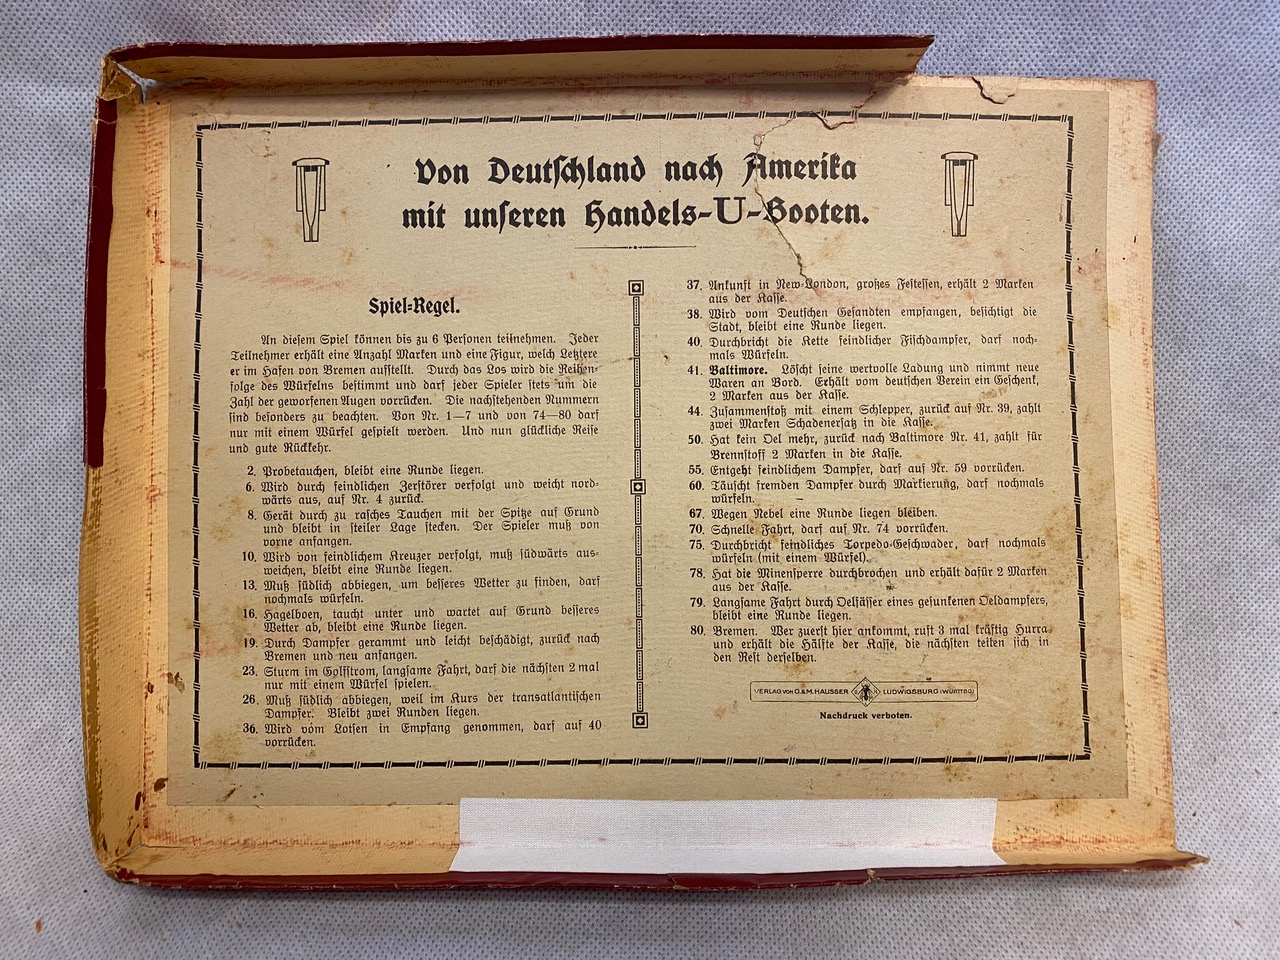 Von Deutschland nach Amerika
mit unseren Handels-U-Booten.
Spiel-Regel.
An diesem Spiel können bis zu 6 Personen teilnehmen. Jeder
Teilnehmer erhält eine Anzahl Marken und eine Figur, welch Letztere
er im Hafen von Bremen aufstellt. Durch das Los wird die Reihen-
folge des Würfelns bestimmt und darf jeder Spieler stets um die
Zahl der geworfenen Augen vorrücken. Die nachstehenden Nummern
sind besonders zu beachten. Von Nr. 1—7 und von 74—80 darf
nur mit einem Würfel gespielt werden. Und nun glückliche Reise
und gute Rückkehr.
2. Probetauchen, bleibt eine Runde liegen.
6. Wird durch feindlichen Zerstörer verfolgt und weicht nord-
wärts aus, auf Nr. 4 zurück.
8. Gerät durch zu rasches Tauchen mit der Spitze auf Grund
und bleibt in steiler Lage stecken. Der Spieler muß von
vorne anfangen.
10. Wird von feindlichem Kreuzer verfolgt, muß südwärts aus-
weichen, bleibt eine Runde liegen.
13. Muß südlich abbiegen, um besseres Wetter zu finden, darf
nochmals würfeln.
16. Hagelboen, taucht unter und wartet auf Grund besseres
Wetter ab, bleibt eine Runde liegen.
19. Durch Dampfer gerammt und leicht beschädigt, zurück nach
Bremen und neu anfangen.
23. Sturm im Golfstrom, langsame Fahrt, darf die nächsten 2 mal
nur mit einem Würfel spielen.
26. Muß südlich abbiegen, weil im Kurs der transatlantischen
Dampfer. Bleibt zwei Runden liegen.
36. Wird vom Lotsen in Empfang genommen, darf auf 40
vorrücken.
37. Ankunft in New-London, großes Festessen, erhält 2 Marken
aus der Kasse.
38. Wird vom Deutschen Gesandten empfangen, besichtigt die
Stadt, bleibt eine Runde liegen.
40. Durchbricht die Kette feindlicher Fischdampfer, darf noch-
mals Würfeln.
41. Baltimore. Löscht seine wertvolle Ladung und nimmt neue
Waren an Bord. Erhält vom deutschen Verein ein Geschenk,
2 Marken aus der Kasse.
44. Zusammenstoß mit einem Schlepper, zurück auf Nr. 39, zahlt
zwei Marken Schadenersatz in die Kasse.
50. Hat kein Oel mehr, zurück nach Baltimore Nr. 41, zahlt für
Brennstoff 2 Marken in die Kasse.
55. Entgeht feindlichem Dampfer, darf auf Nr. 59 vorrücken.
60. Täuscht fremden Dampfer durch Markierung, darf nochmals
würfeln.
67. Wegen Nebel eine Runde liegen bleiben.
70. Schnelle Fahrt, darf auf Nr. 74 vorrücken.
75. Durchbricht feindliches Torpedo-Geschwader, darf nochmals
würfeln (mit einem Würfel).
78. Hat die Minensperre durchbrochen und erhält dafür 2 Marken
aus der Kasse.
79. Langsame Fahrt durch Oelfässer eines gesunkenen Oeldampfers,
bleibt eine Runde liegen.
80. Bremen. Wer zuerst hier ankommt, ruft 3 mal kräftig Hurra
und erhält die Hälfte der Kasse, die nächsten teilen sich in
den Rest derselben.
VERLAG VON O.&M. HAUSSER LUDWIGSBURG (WÜRTTBG)
Nachdruck verboten.